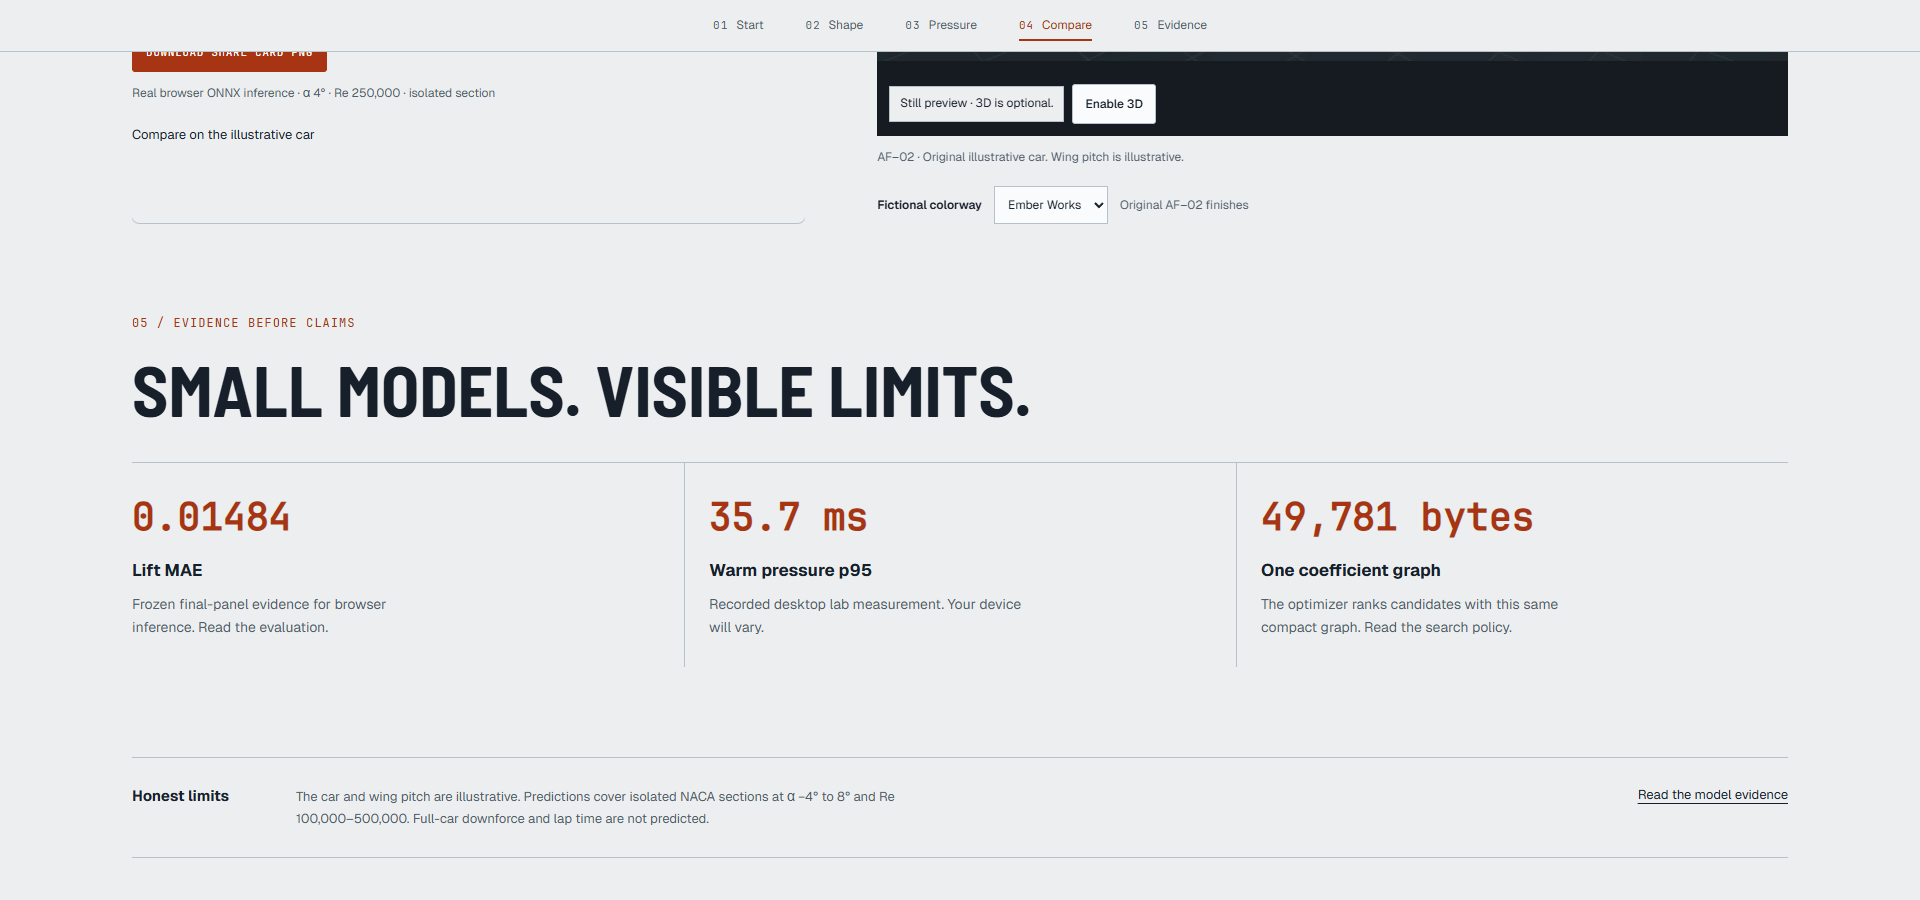 01 Start
02 Shape
03 Pressure
04 Compare
05 Evidence
DOWNLOAD SHARE CARD PNG
Real browser ONNX inference · α 4° · Re 250,000 · isolated section
Compare on the illustrative car
Still preview · 3D is optional.
Enable 3D
AF–02 · Original illustrative car. Wing pitch is illustrative.
Fictional colorway
Ember Works
Original AF–02 finishes
05 / EVIDENCE BEFORE CLAIMS
SMALL MODELS. VISIBLE LIMITS.
0.01484
Lift MAE
Frozen final-panel evidence for browser
inference. Read the evaluation.
35.7 ms
Warm pressure p95
Recorded desktop lab measurement. Your device
will vary.
49,781 bytes
One coefficient graph
The optimizer ranks candidates with this same
compact graph. Read the search policy.
Honest limits
The car and wing pitch are illustrative. Predictions cover isolated NACA sections at α −4° to 8° and Re
100,000–500,000. Full-car downforce and lap time are not predicted.
Read the model evidence